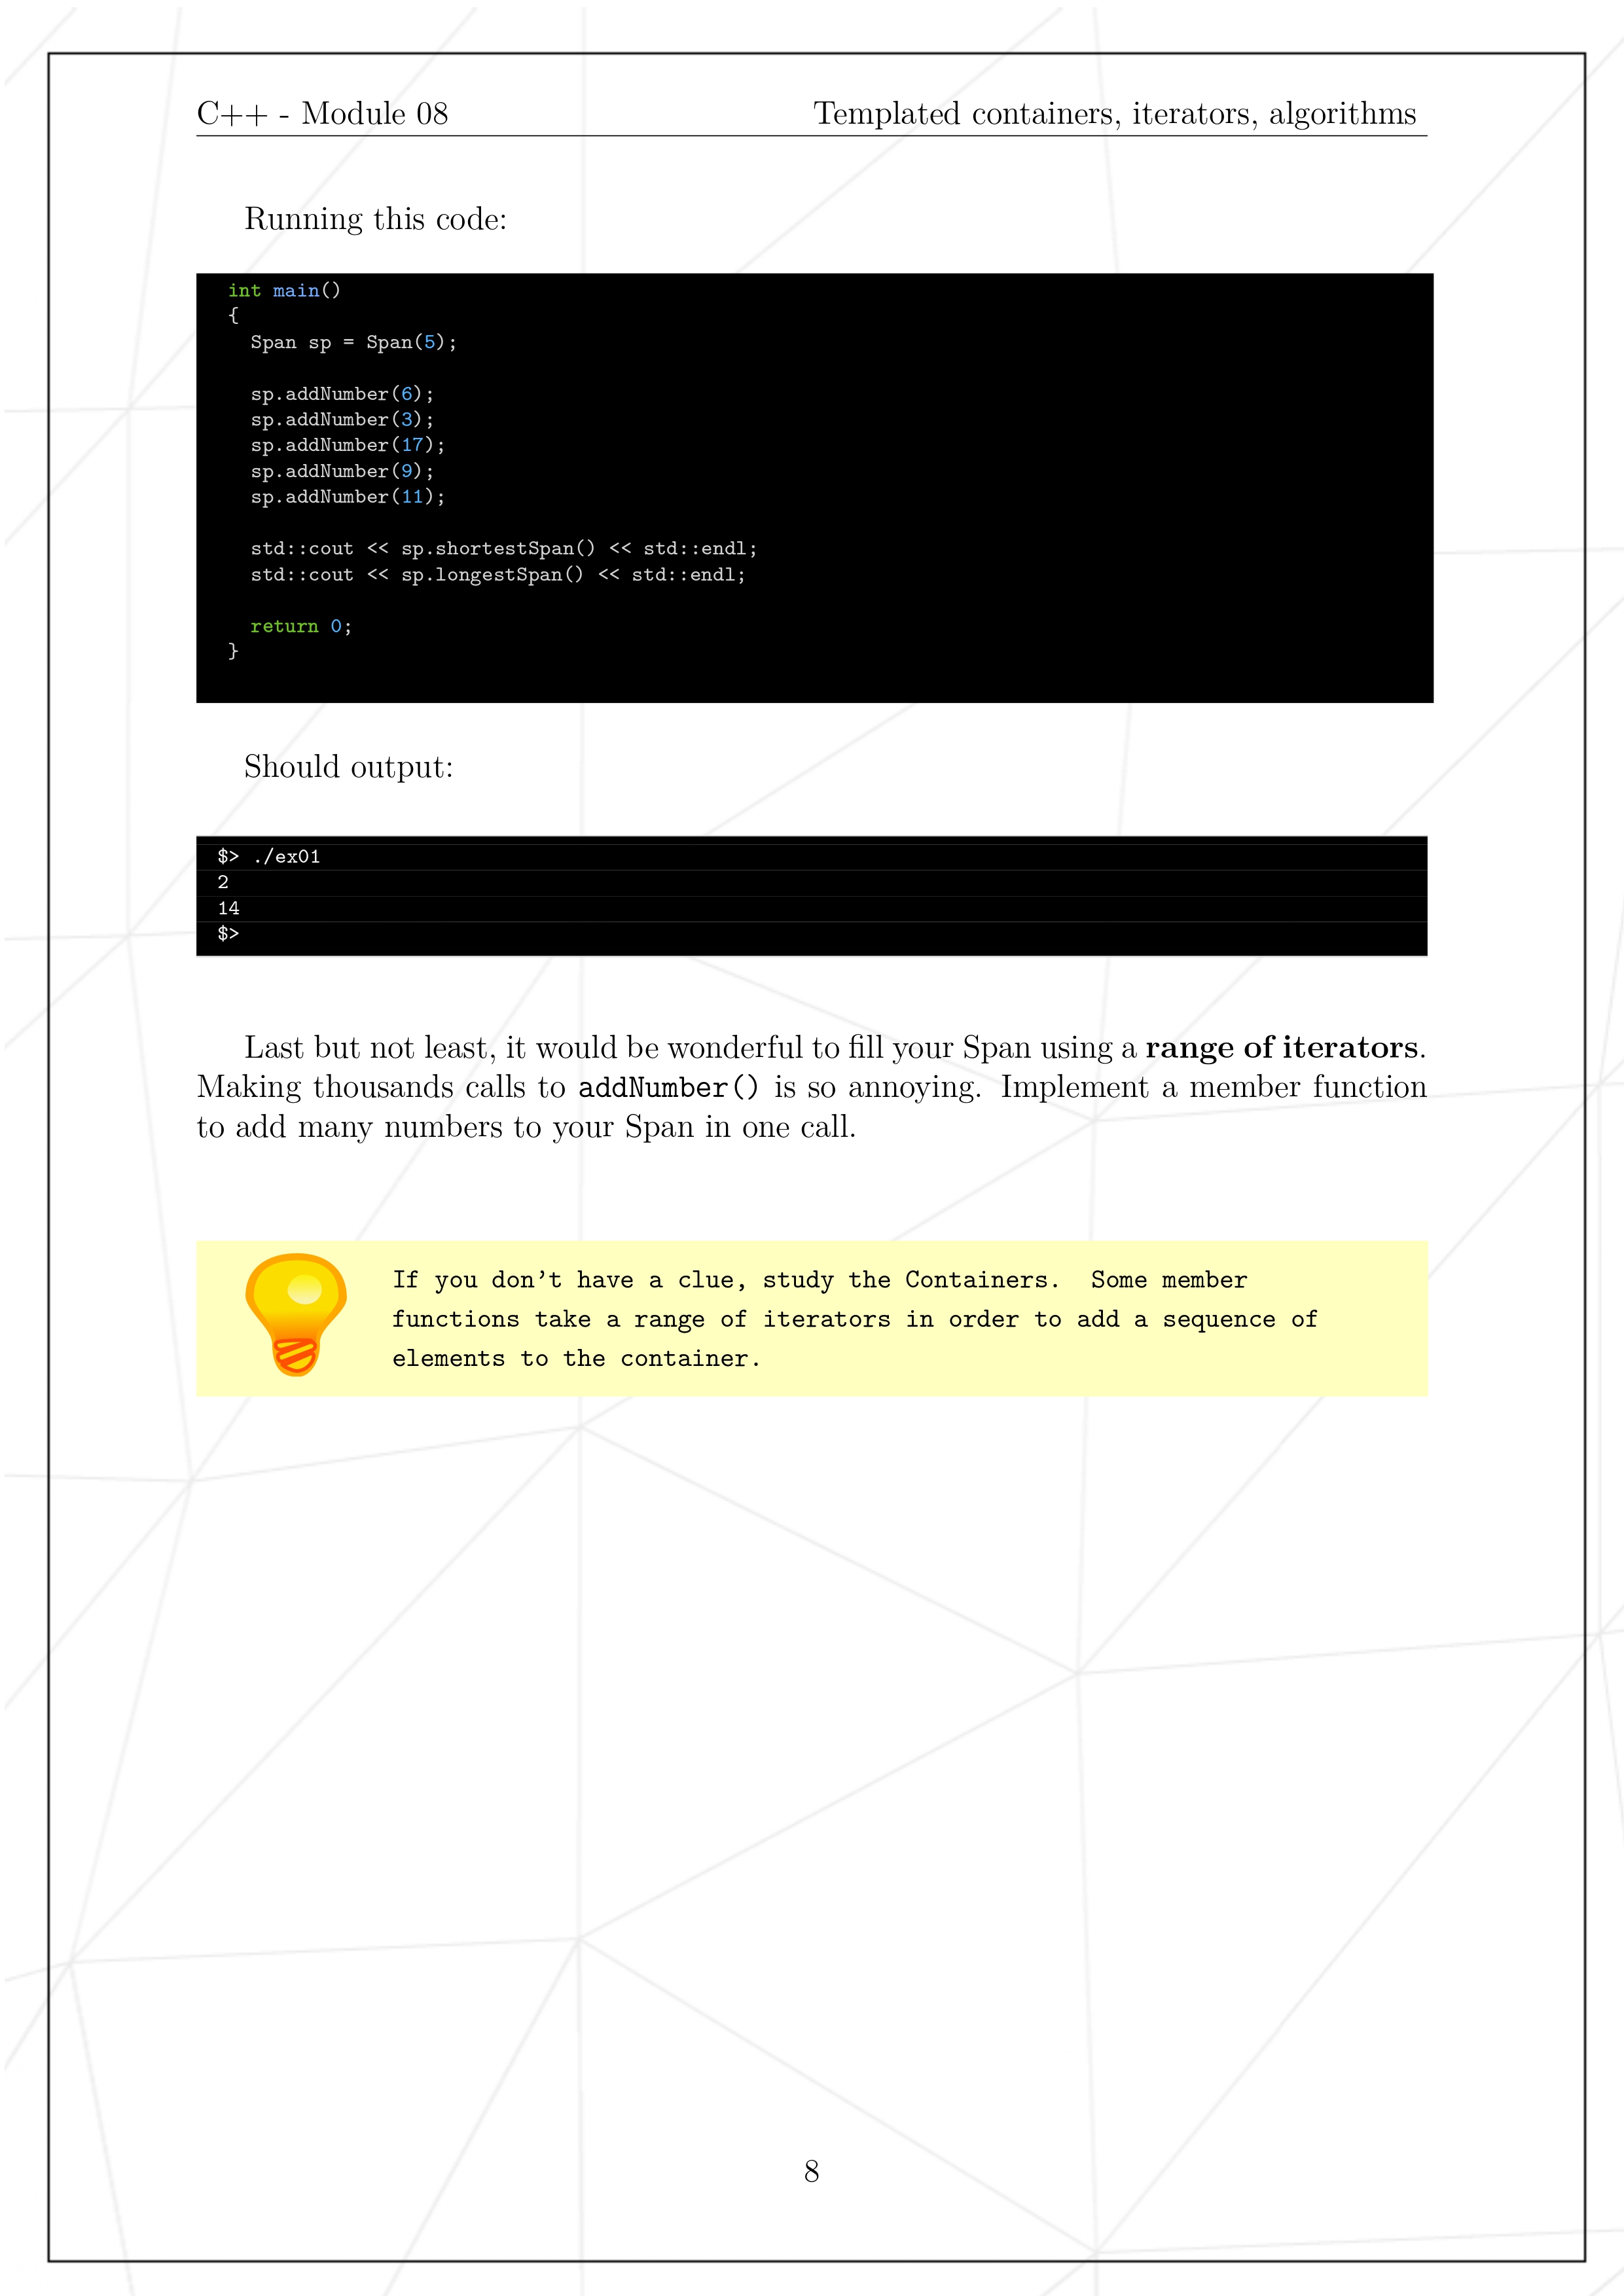 C++ - Module 08 Templated containers, iterators, algorithms
Running this code:
int main()
{
  Span sp = Span(5);

  sp.addNumber(6);
  sp.addNumber(3);
  sp.addNumber(17);
  sp.addNumber(9);
  sp.addNumber(11);

  std::cout << sp.shortestSpan() << std::endl;
  std::cout << sp.longestSpan() << std::endl;

  return 0;
}
Should output:
$> ./ex01
2
14
$>
Last but not least, it would be wonderful to fill your Span using a range of iterators.
Making thousands calls to addNumber() is so annoying. Implement a member function
to add many numbers to your Span in one call.
If you don't have a clue, study the Containers. Some member
functions take a range of iterators in order to add a sequence of
elements to the container.
8